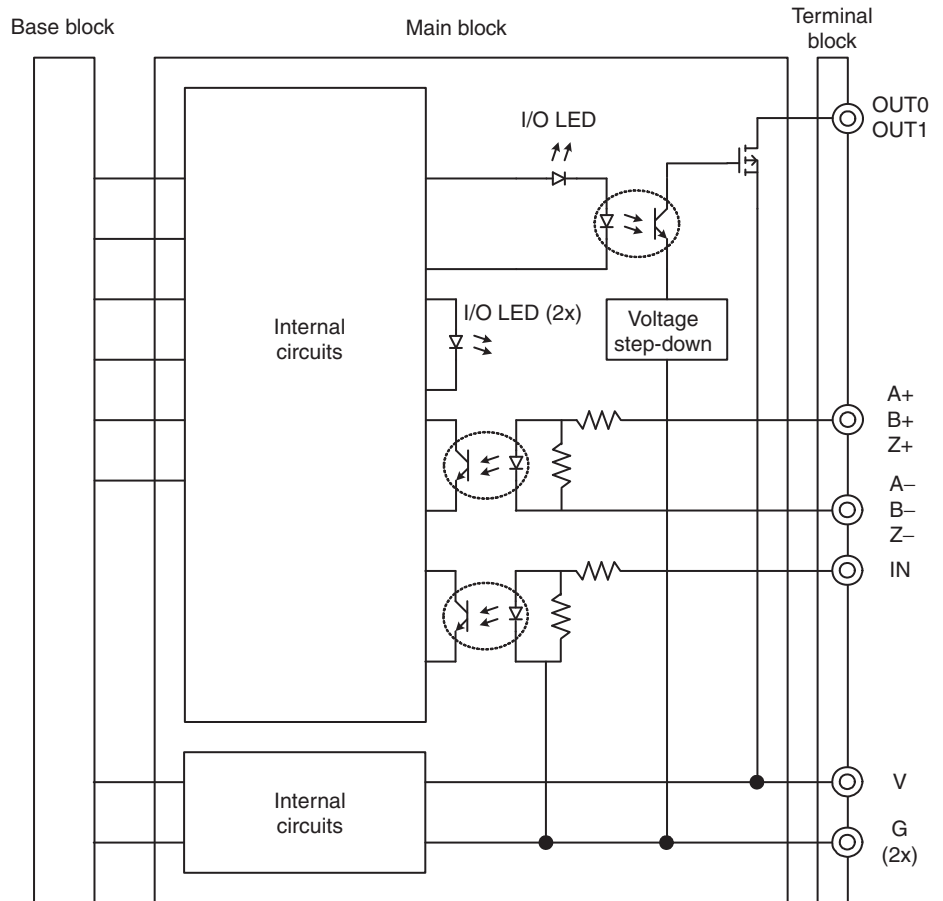 Base block
Main block
Terminal
block
OUT0
OUT1
I/O LED
I/O LED (2x)
Internal
circuits
Voltage
step-down
A+
B+
Z+
A–
B–
Z–
IN
Internal
circuits
V
G
(2x)